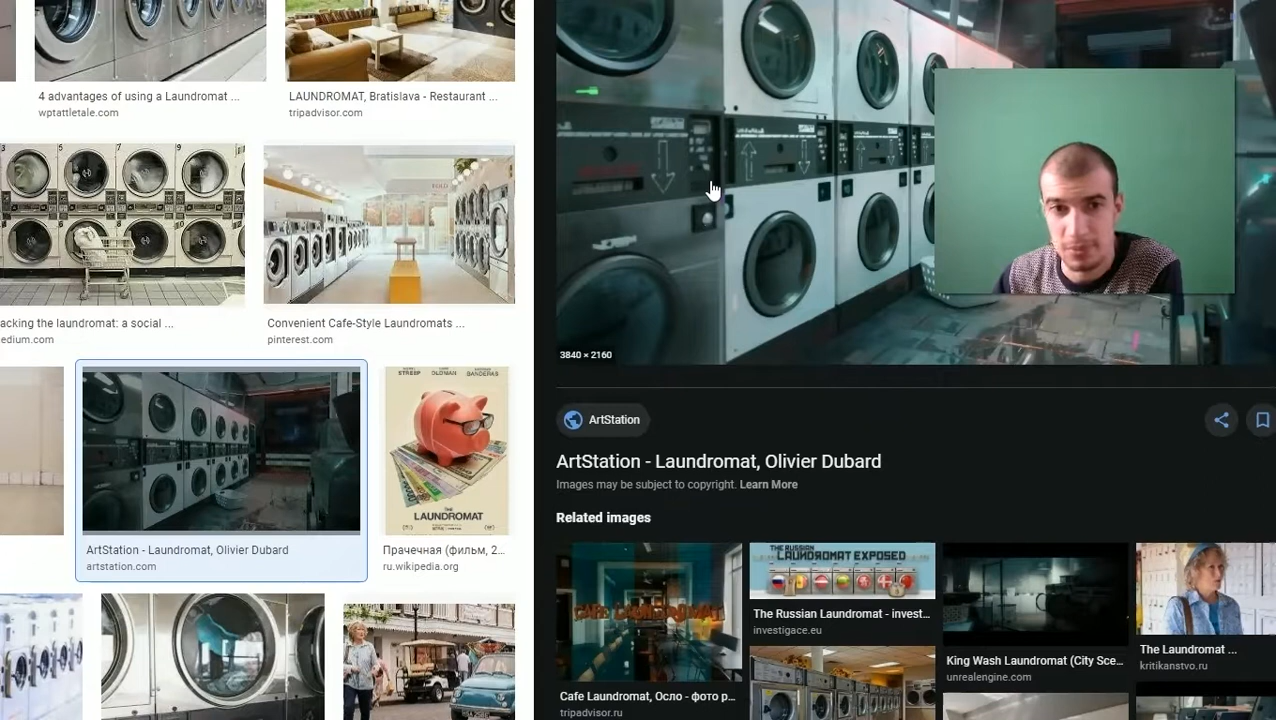 4 advantages of using a Laundromat ...
wptattletale.com
LAUNDROMAT, Bratislava - Restaurant ...
tripadvisor.com
acking the laundromat: a social ...
edium.com
Convenient Cafe-Style Laundromats ...
pinterest.com
ArtStation - Laundromat, Olivier Dubard
artstation.com
STREEP OLDMAN BANDERAS
THE
LAUNDROMAT
Прачечная (фильм, 2...
ru.wikipedia.org
3840 × 2160
ArtStation
ArtStation - Laundromat, Olivier Dubard
Images may be subject to copyright. Learn More
Related images
CAFE LAUNDROMAT
Cafe Laundromat, Осло - фото р...
tripadvisor.ru
THE RUSSIAN
LAUNDROMAT EXPOSED
The Russian Laundromat - invest...
investigace.eu
King Wash Laundromat (City Sce...
unrealengine.com
The Laundromat ...
kritikanstvo.ru